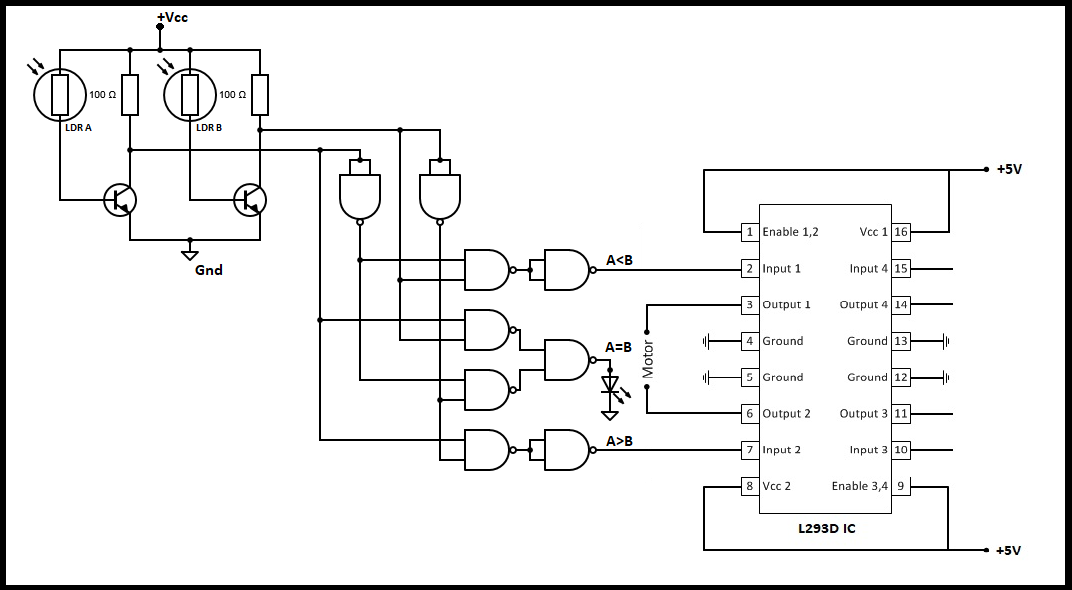 +Vcc
100 Ω
100 Ω
LDR A
LDR B
Gnd
A<B
A=B
A>B
Motor
+5V
1 Enable 1,2 Vcc 1 16
2 Input 1 Input 4 15
3 Output 1 Output 4 14
4 Ground Ground 13
5 Ground Ground 12
6 Output 2 Output 3 11
7 Input 2 Input 3 10
8 Vcc 2 Enable 3,4 9
L293D IC
+5V